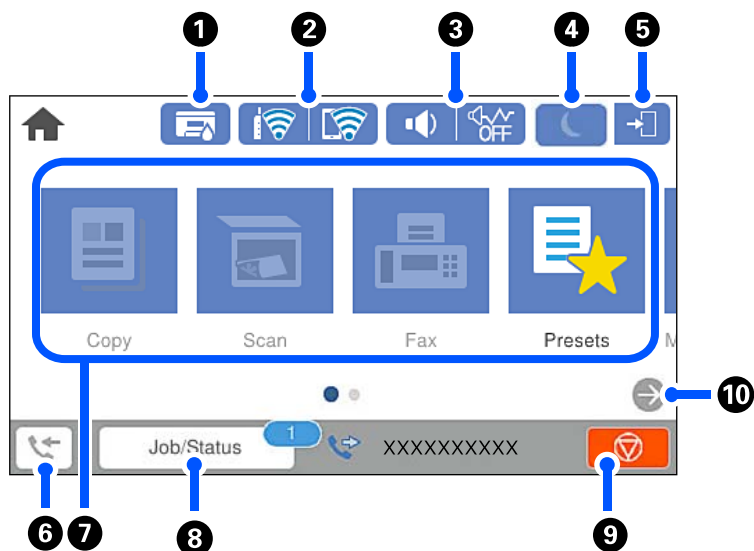 1 2 3 4 5
OFF
Copy Scan Fax Presets M
10
Job/Status 1 XXXXXXXXXX
6 7 8 9